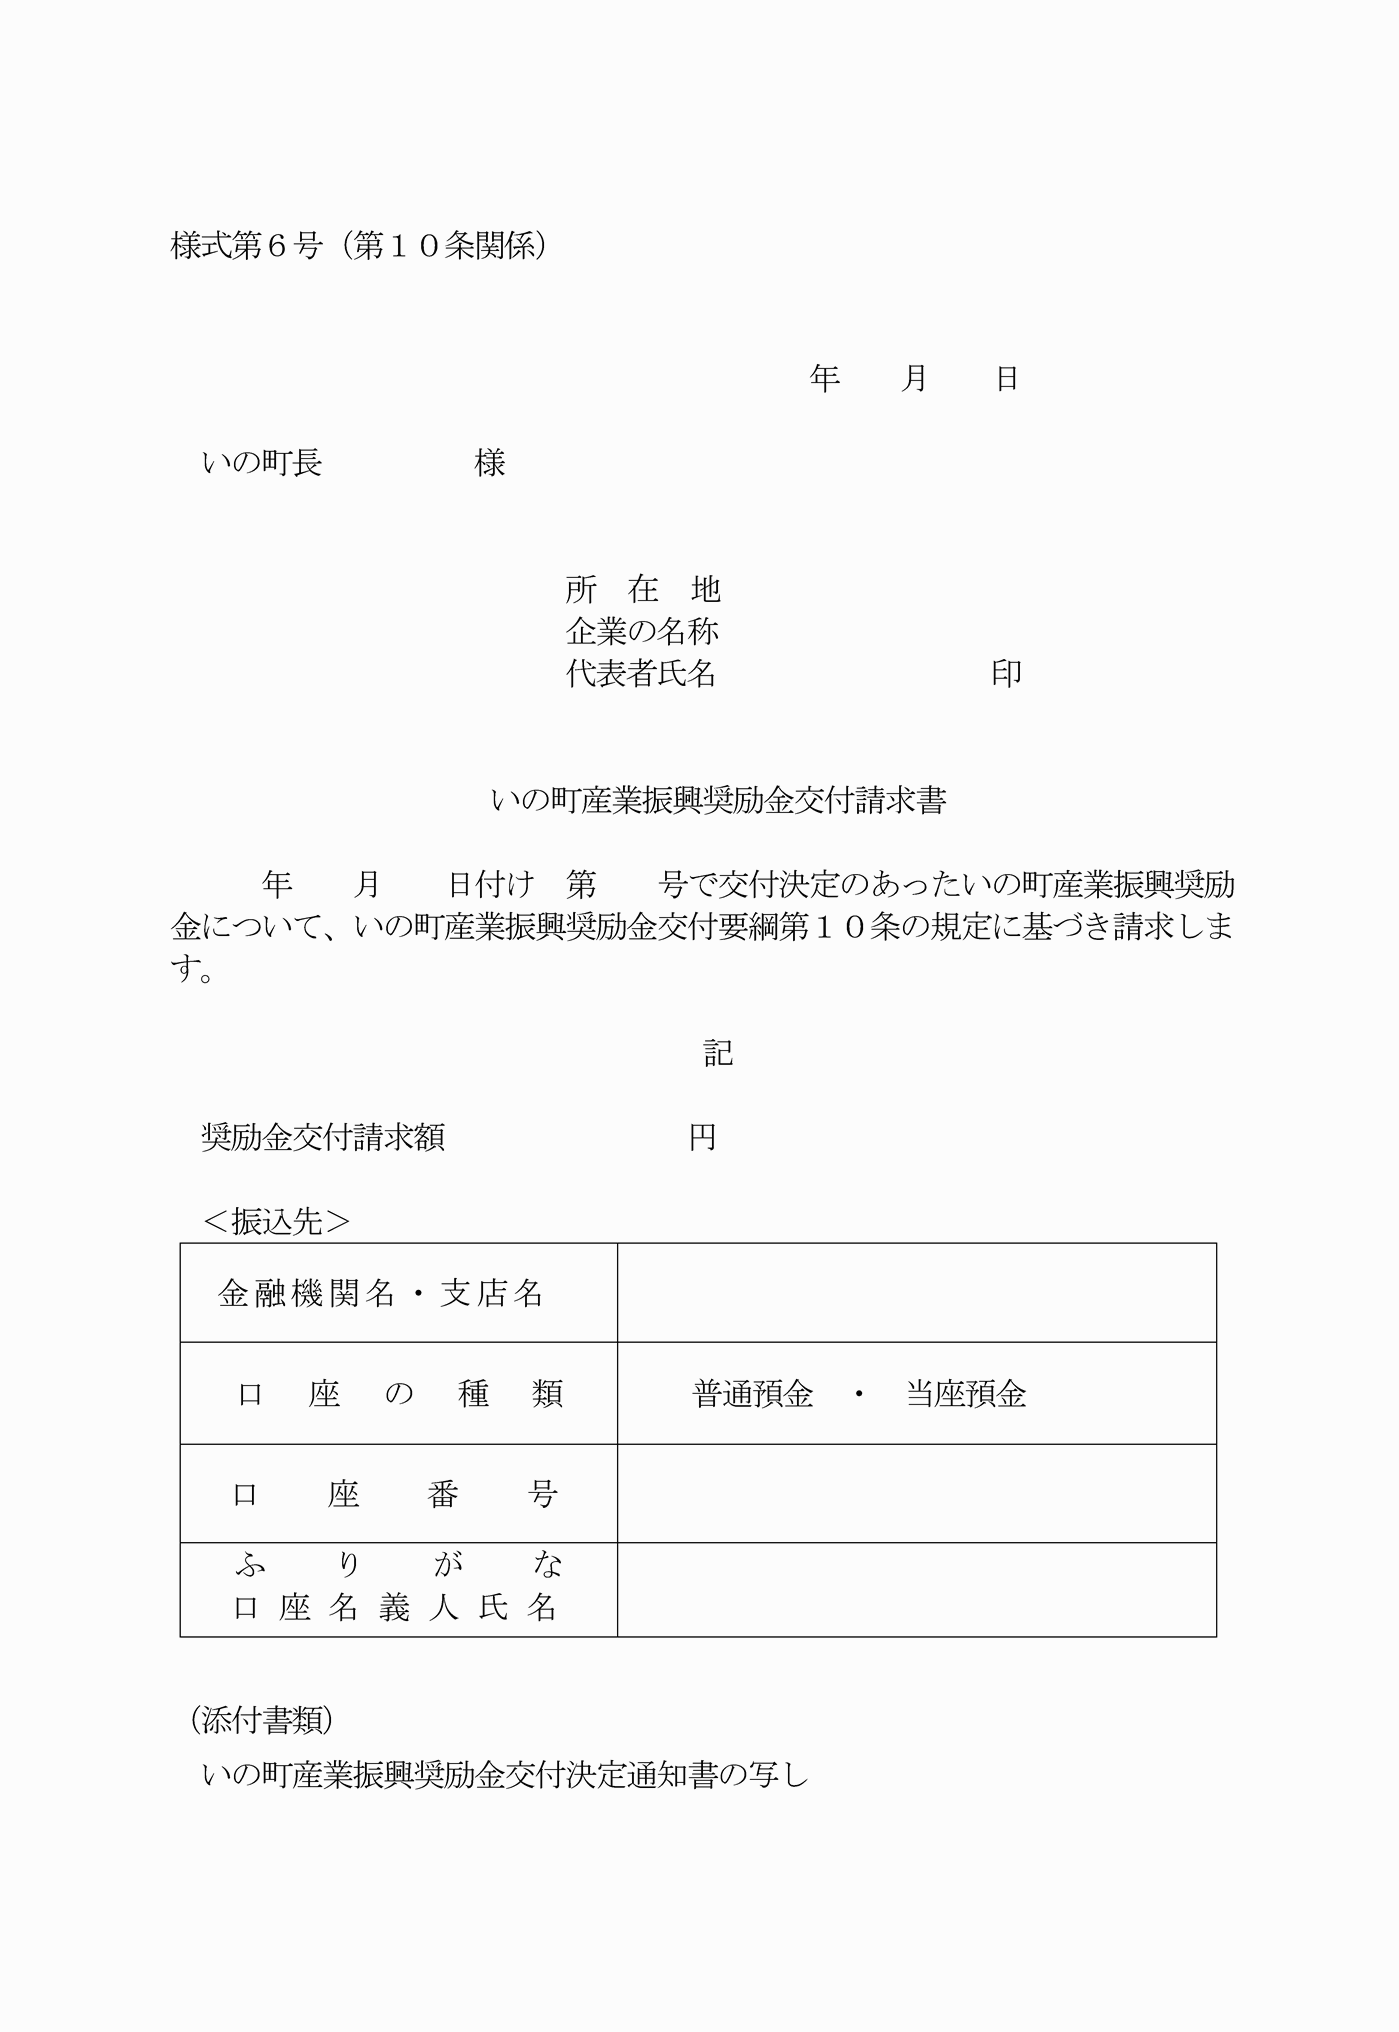 様式第６号（第１０条関係）
年　　月　　日
いの町長　　　　　様
所　在　地
企業の名称
代表者氏名　　　　　　　　　印
いの町産業振興奨励金交付請求書
年　　月　　日付け　第　　号で交付決定のあったいの町産業振興奨励
金について、いの町産業振興奨励金交付要綱第１０条の規定に基づき請求しま
す。
記
奨励金交付請求額　　　　　　　　円
＜振込先＞
金融機関名・支店名
口　座　の　種　類　　　　普通預金　・　当座預金
口　座　番　号
ふ　り　が　な
口座名義人氏名
（添付書類）
いの町産業振興奨励金交付決定通知書の写し